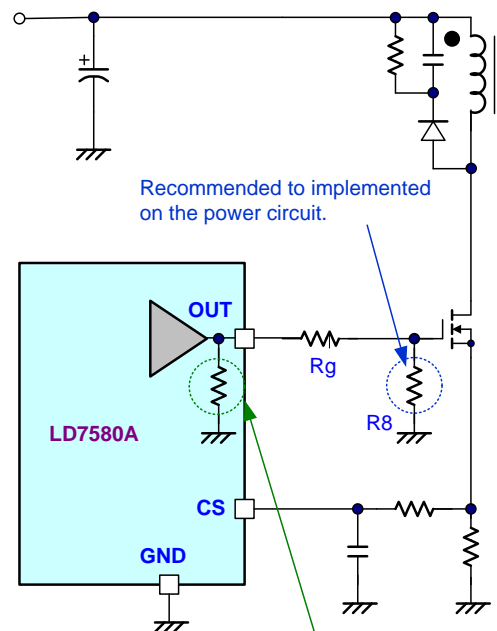 +
Recommended to implemented
on the power circuit.
OUT
Rg
R8
LD7580A
CS
GND